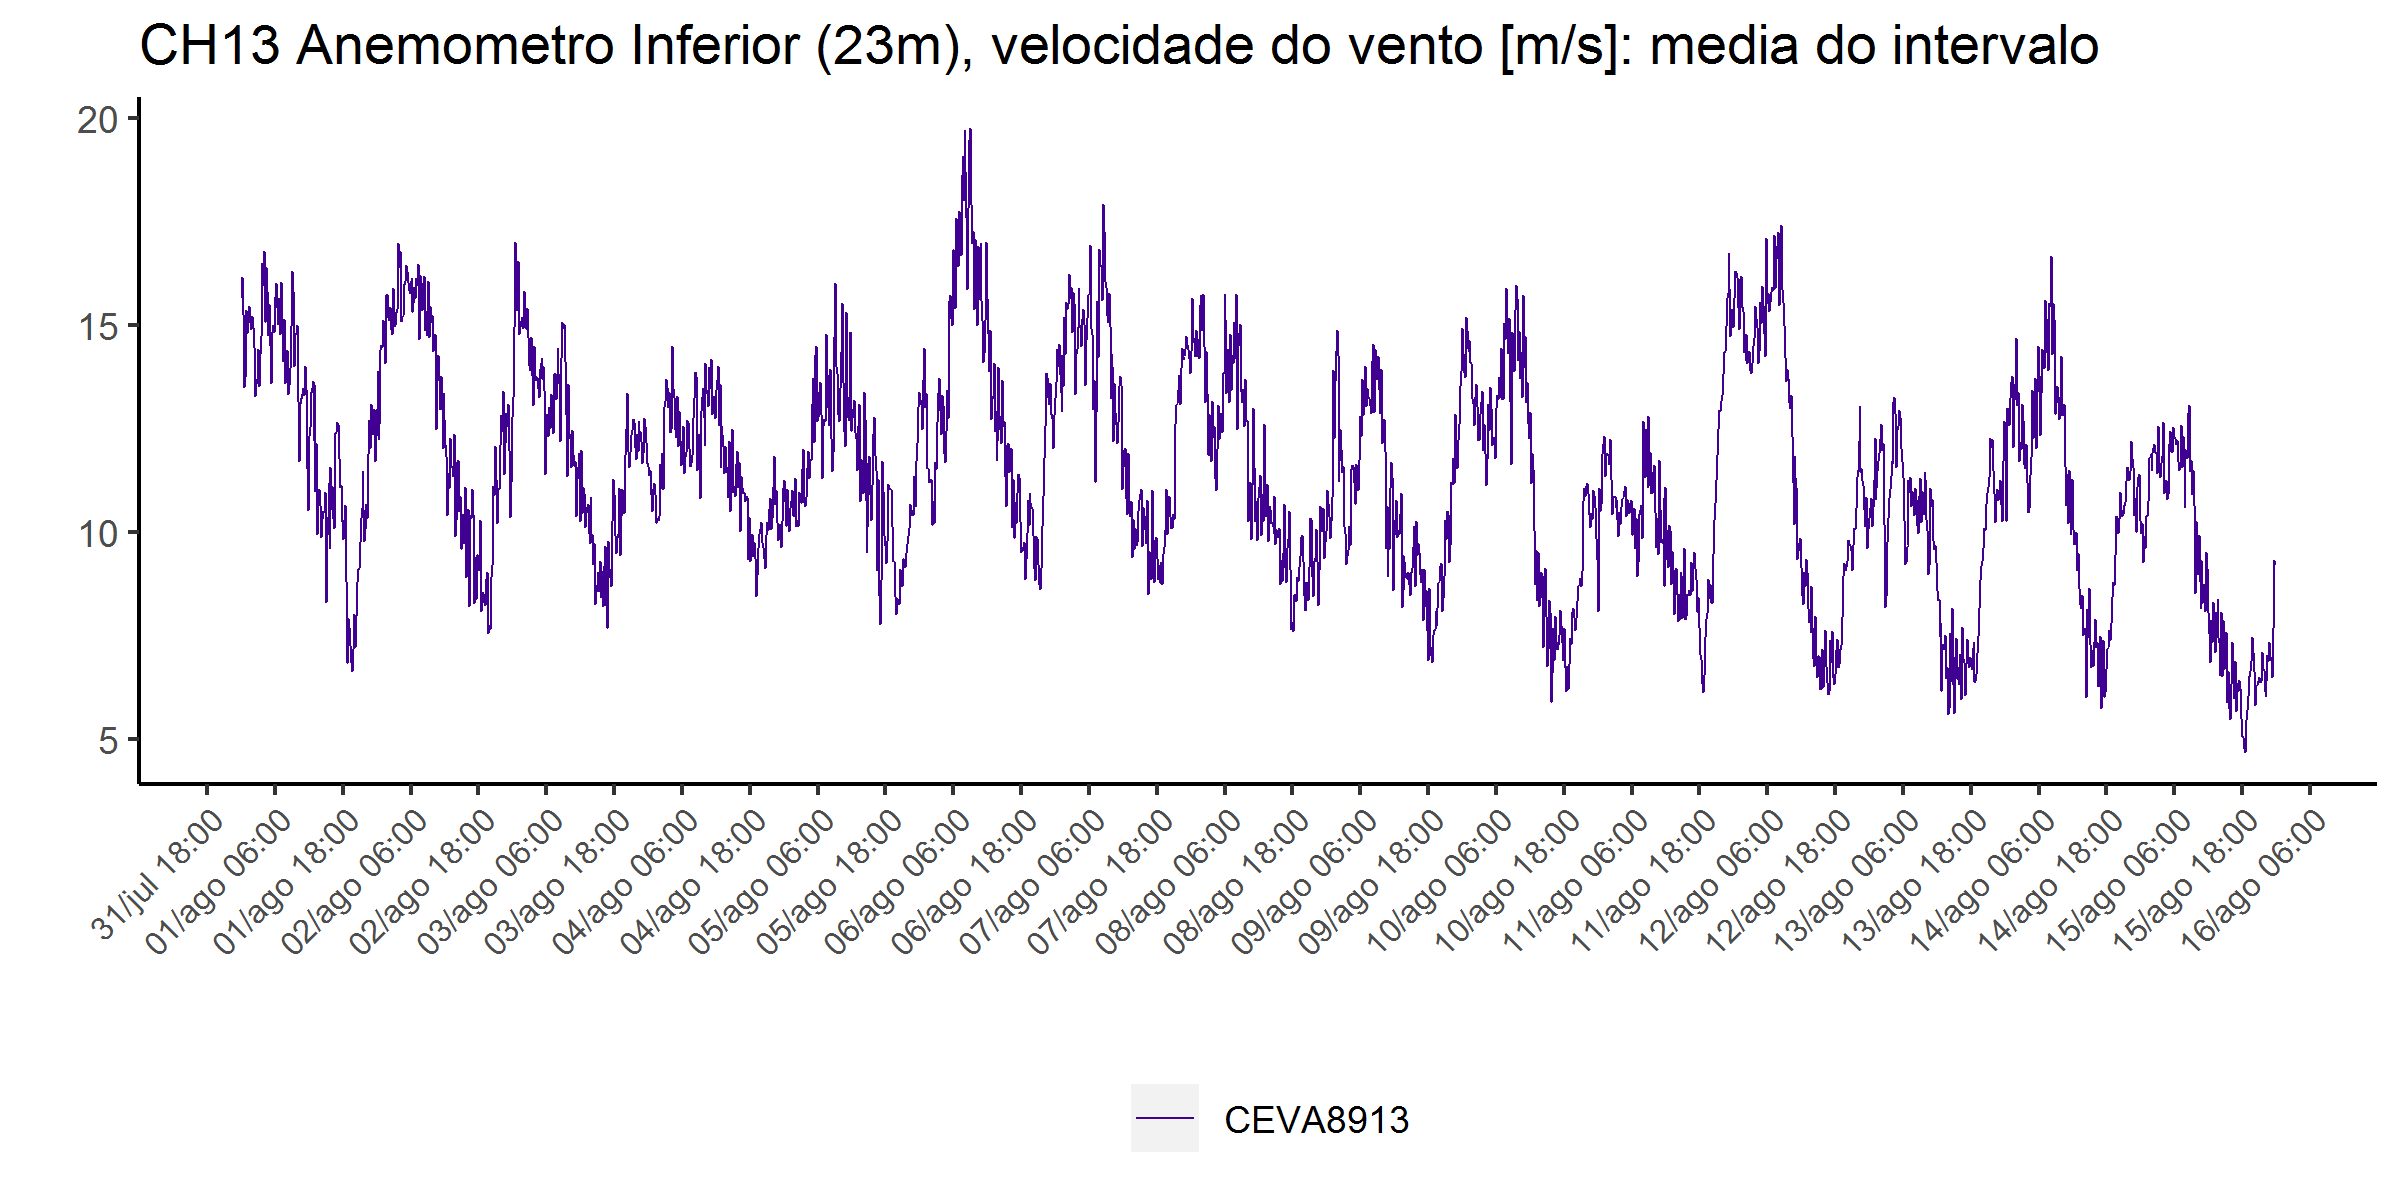 CH13 Anemometro Inferior (23m), velocidade do vento [m/s]: media do intervalo
20
15
10
5
31/jul 18:00
01/ago 06:00
01/ago 18:00
02/ago 06:00
02/ago 18:00
03/ago 06:00
03/ago 18:00
04/ago 06:00
04/ago 18:00
05/ago 06:00
05/ago 18:00
06/ago 06:00
06/ago 18:00
07/ago 06:00
07/ago 18:00
08/ago 06:00
08/ago 18:00
09/ago 06:00
09/ago 18:00
10/ago 06:00
10/ago 18:00
11/ago 06:00
11/ago 18:00
12/ago 06:00
12/ago 18:00
13/ago 06:00
13/ago 18:00
14/ago 06:00
14/ago 18:00
15/ago 06:00
15/ago 18:00
16/ago 06:00
CEVA8913